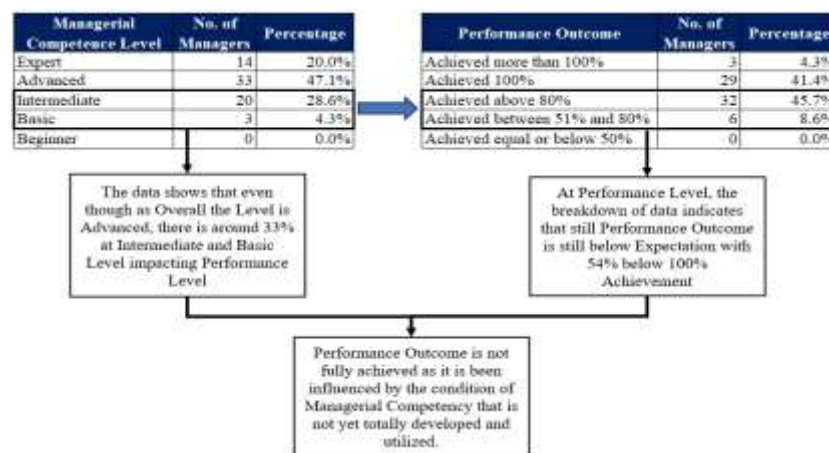 Managerial Competence Level No. of Managers Percentage
Expert 14 20.0%
Advanced 33 47.1%
Intermediate 20 28.6%
Basic 3 4.3%
Beginner 0 0.0%
Performance Outcome No. of Managers Percentage
Achieved more than 100% 3 4.3%
Achieved 100% 29 41.4%
Achieved above 80% 32 45.7%
Achieved between 51% and 80% 6 8.6%
Achieved equal or below 50% 0 0.0%
The data shows that even
though as Overall the Level is
Advanced, there is around 33%
at Intermediate and Basic
Level impacting Performance
Level
At Performance Level, the
breakdown of data indicates
that still Performance Outcome
is still below Expectation with
54% below 100%
Achievement
Performance Outcome is not
fully achieved as it is been
influenced by the condition of
Managerial Competency that is
not yet totally developed and
utilized.